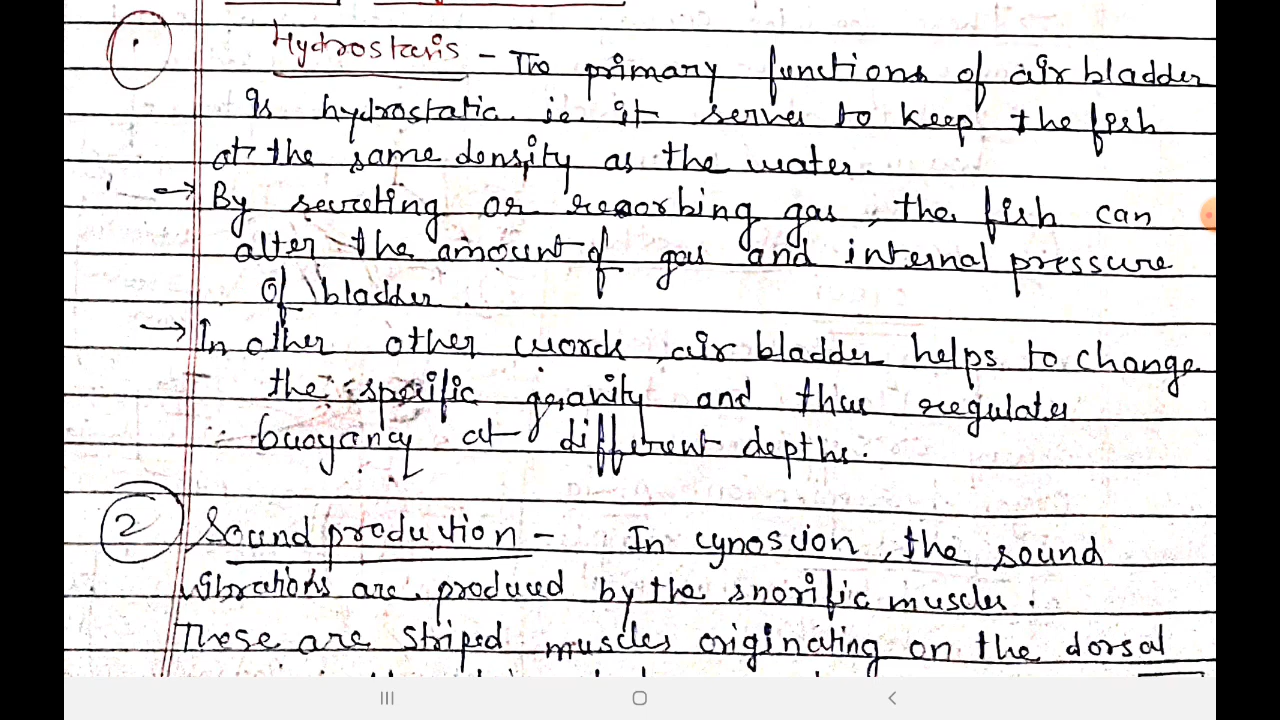 Hydrostasis - The primary functions of air bladder
is hydrostatic i.e. it serves to keep the fish
at the same density as the water.
→ By secreting or resorbing gas, the fish can
alter the amount of gas and internal pressure
of bladder.
→ In other other words, air bladder helps to change
the specific gravity and thus regulates
buoyancy at different depths.
2 Sound production - In cynoscion, the sound
vibrations are produced by the snorific muscles.
These are striped muscles originating on the dorsal